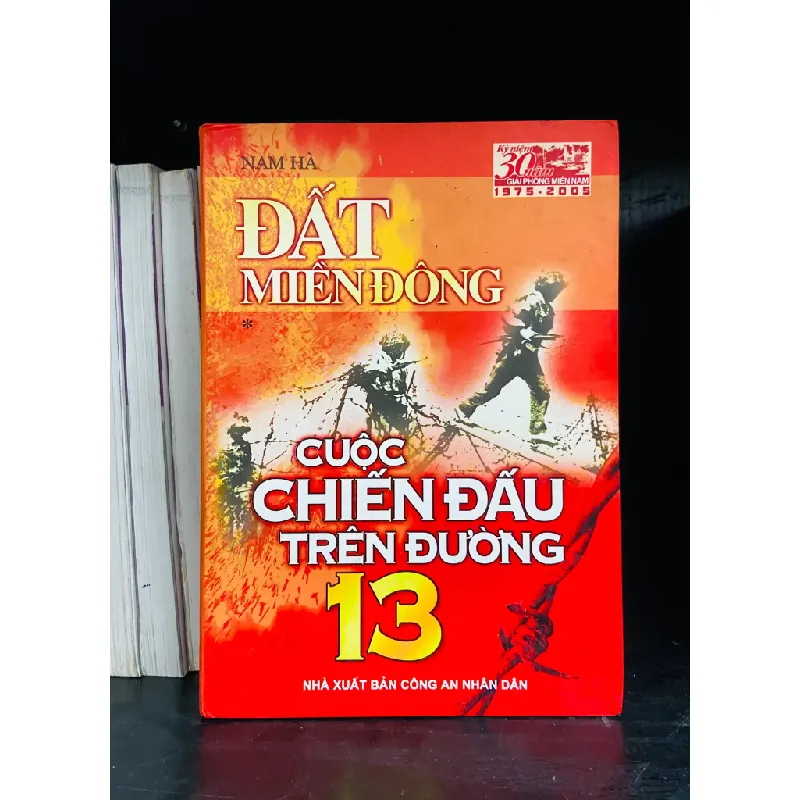 NAM HÀ
Kỷ niệm
30 năm
GIẢI PHÓNG MIỀN NAM
1975-2005
ĐẤT
MIỀN ĐÔNG
*
CUỘC
CHIẾN ĐẤU
TRÊN ĐƯỜNG
13
NHÀ XUẤT BẢN CÔNG AN NHÂN DÂN